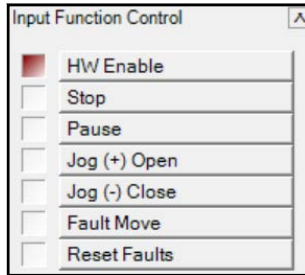 Input Function Control
HW Enable
Stop
Pause
Jog (+) Open
Jog (-) Close
Fault Move
Reset Faults